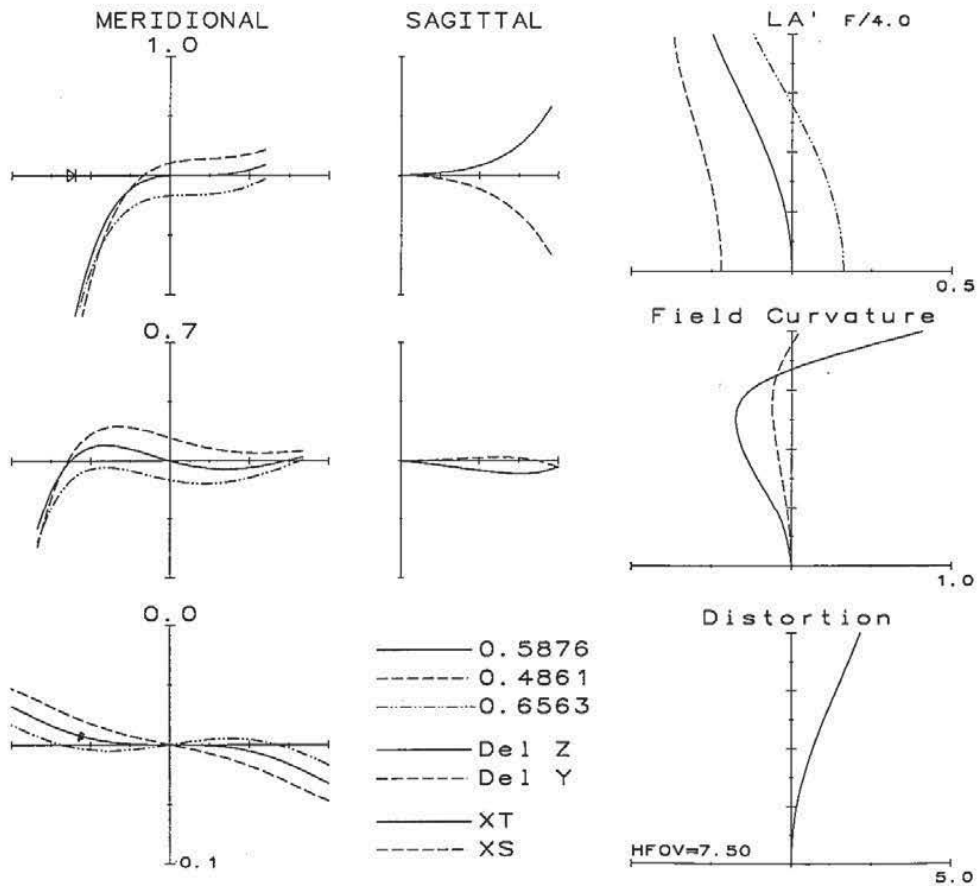 MERIDIONAL
SAGITTAL
LA' F/4.0
1.0
0.5
0.7
Field Curvature
1.0
0.0
Distortion
0.5876
0.4861
0.6563
Del Z
Del Y
XT
XS
HFOV=7.50
0.1
5.0